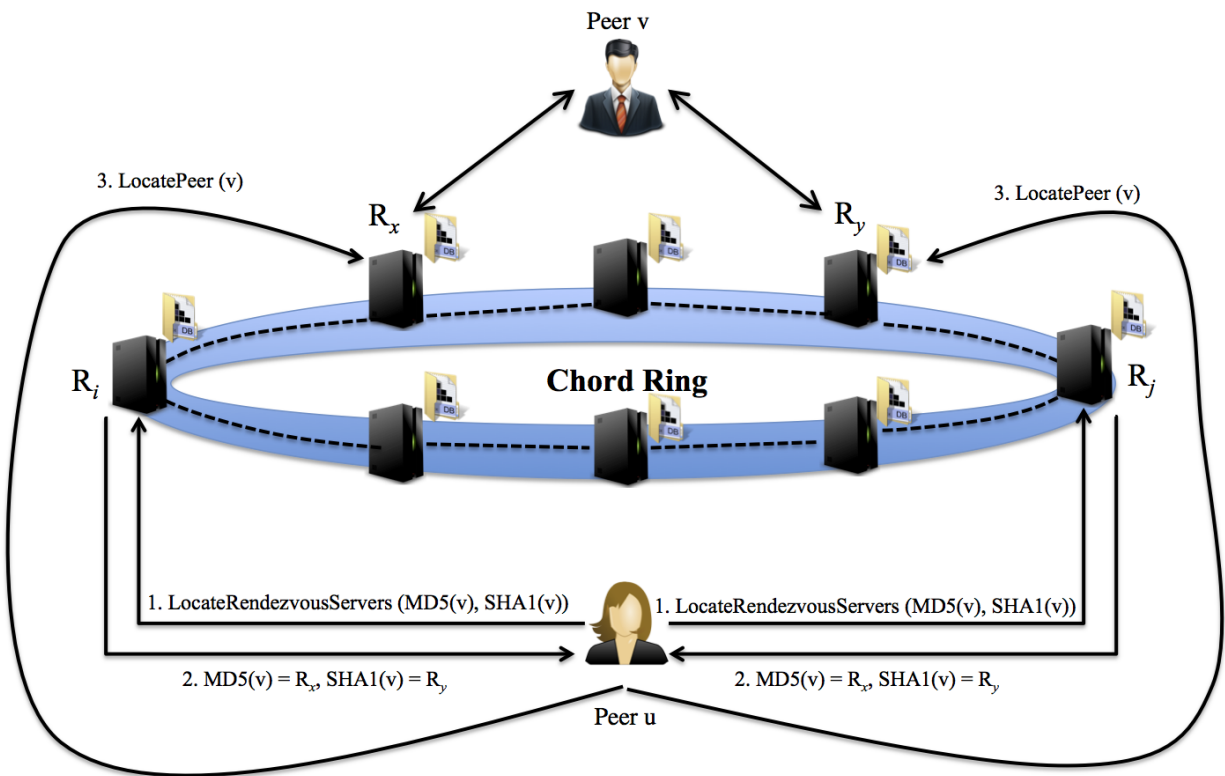 Peer v
3. LocatePeer (v)
3. LocatePeer (v)
Rx
Ry
DB
DB
DB
DB
DB
Ri
Chord Ring
Rj
DB
DB
DB
1. LocateRendezvousServers (MD5(v), SHA1(v))
1. LocateRendezvousServers (MD5(v), SHA1(v))
2. MD5(v) = Rx, SHA1(v) = Ry
2. MD5(v) = Rx, SHA1(v) = Ry
Peer u